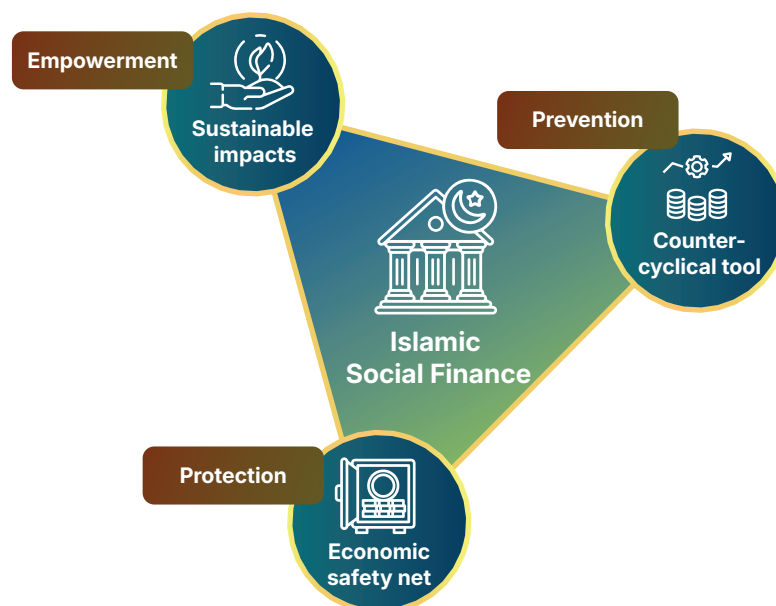 Empowerment
Sustainable
impacts
Prevention
Counter-
cyclical tool
Islamic
Social Finance
Protection
Economic
safety net